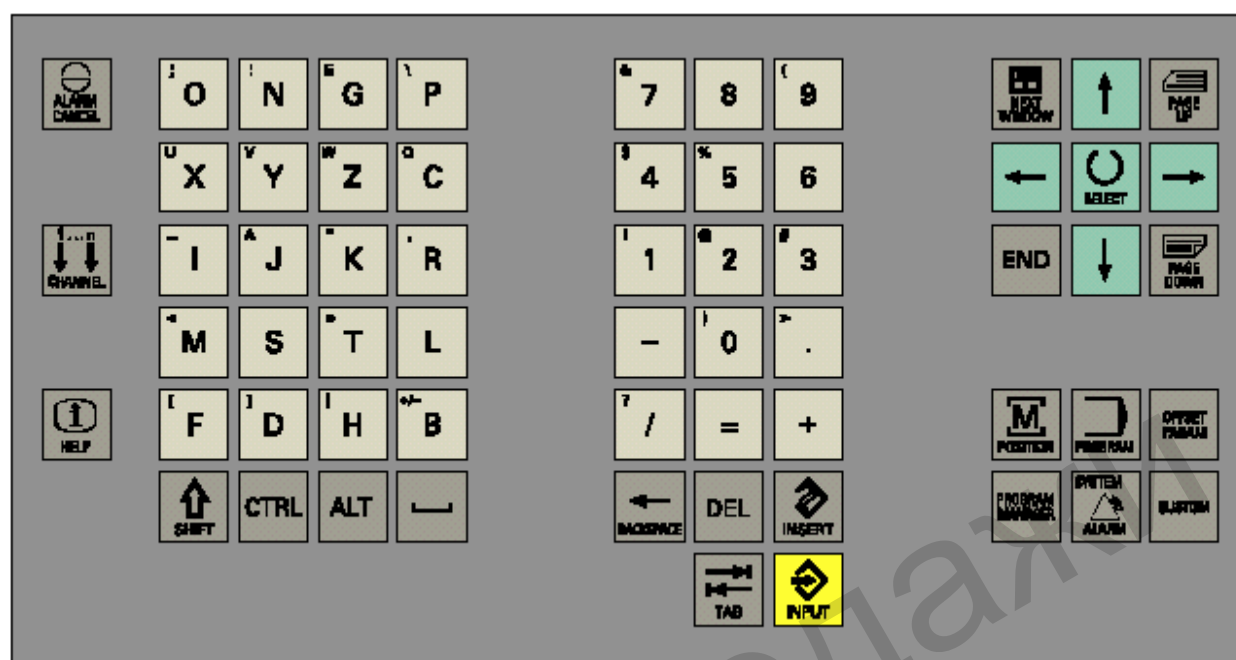 ALARM CANCEL
; O
! N
E G
\ P
& 7
8
( 9
NEXT WINDOW
PAGE UP
U X
V Y
W Z
Q C
$ 4
% 5
6
SELECT
1...n CHANNEL
_ I
A J
" K
, R
! 1
@ 2
# 3
END
PAGE DOWN
M
S
T
L
-
) 0
> .
HELP
[ F
] D
| H
+/- B
? /
=
+
M POSITION
PROGRAM
OFFSET PARAM
SHIFT
CTRL
ALT
BACKSPACE
DEL
INSERT
PROGRAM MANAGER
SYSTEM ALARM
CUSTOM
TAB
INPUT